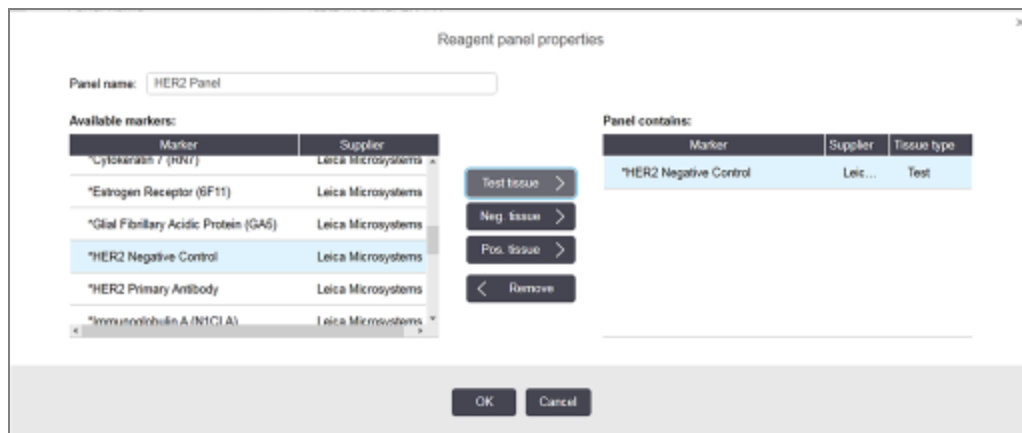 Reagent panel properties
Panel name: HER2 Panel
Available markers:
Marker Supplier
*Cytokeratin 7 (RN7) Leica Microsystems
*Estrogen Receptor (6F11) Leica Microsystems
*Glial Fibrillary Acidic Protein (GA5) Leica Microsystems
*HER2 Negative Control Leica Microsystems
*HER2 Primary Antibody Leica Microsystems
*Immunoglobulin A (N1CLA) Leica Microsystems
Test tissue >
Neg. tissue >
Pos. tissue >
< Remove
Panel contains:
Marker Supplier Tissue type
*HER2 Negative Control Leic... Test
OK Cancel